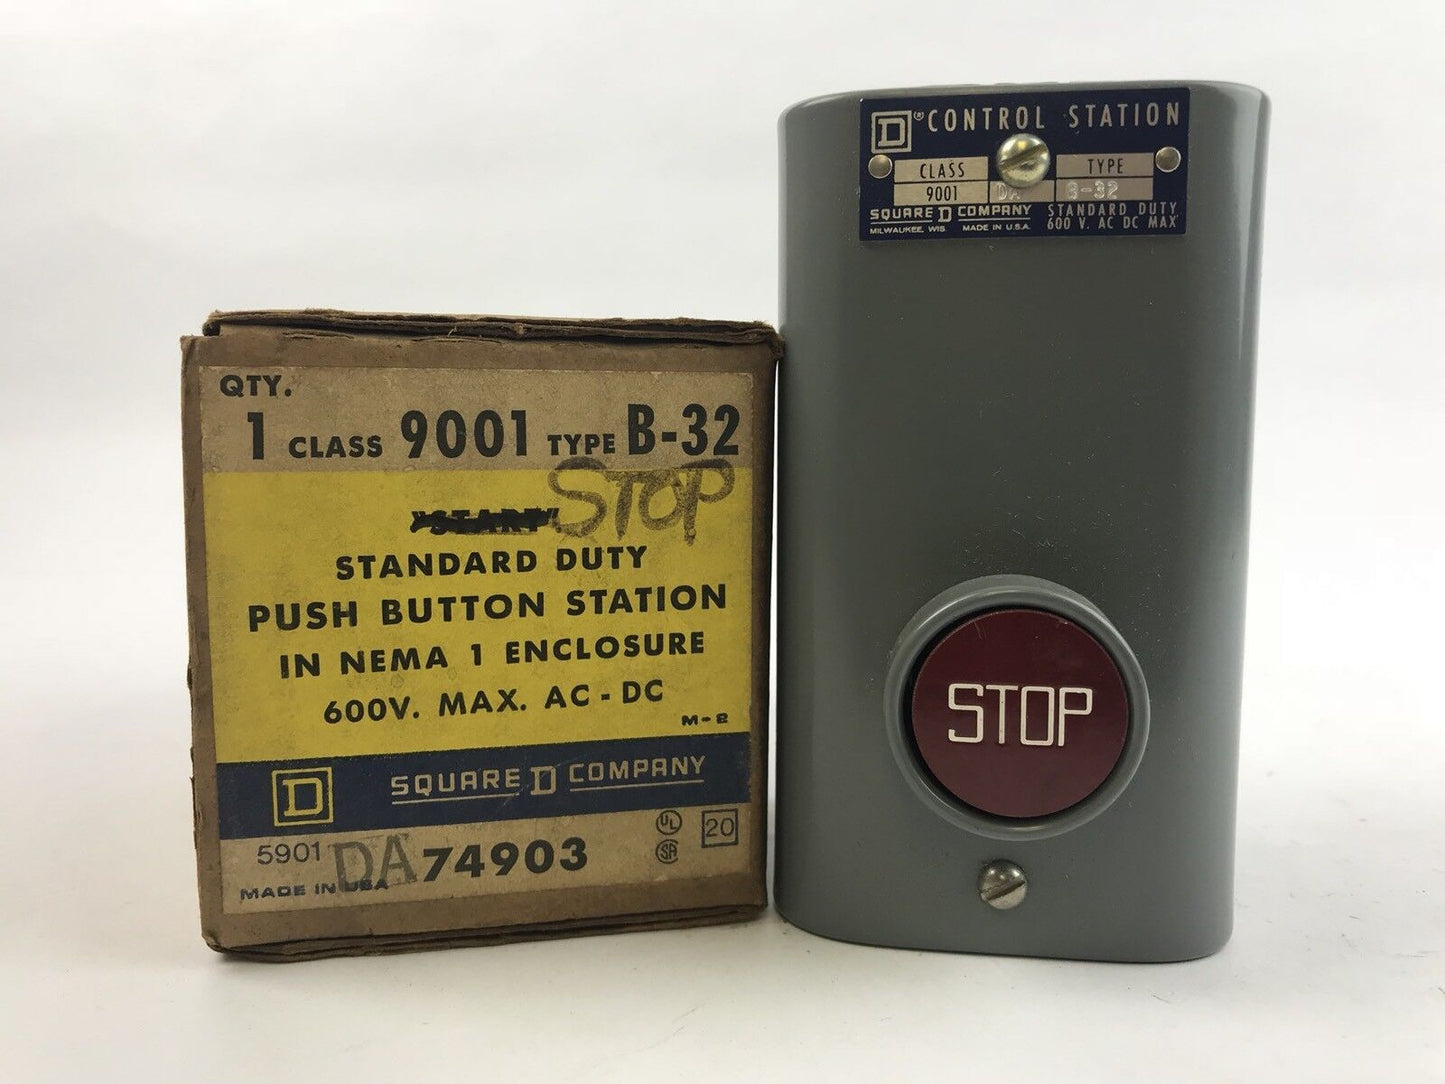 QTY.
1 CLASS 9001 TYPE B-32
"START" STOP
STANDARD DUTY
PUSH BUTTON STATION
IN NEMA 1 ENCLOSURE
600V. MAX. AC - DC
M-2
D SQUARE D COMPANY
5901 DA 74903
UL
SA
20
MADE IN USA
D ® CONTROL STATION
CLASS TYPE
9001 DA B-32
SQUARE D COMPANY STANDARD DUTY
MILWAUKEE, WIS. MADE IN U.S.A. 600 V. AC DC MAX
STOP